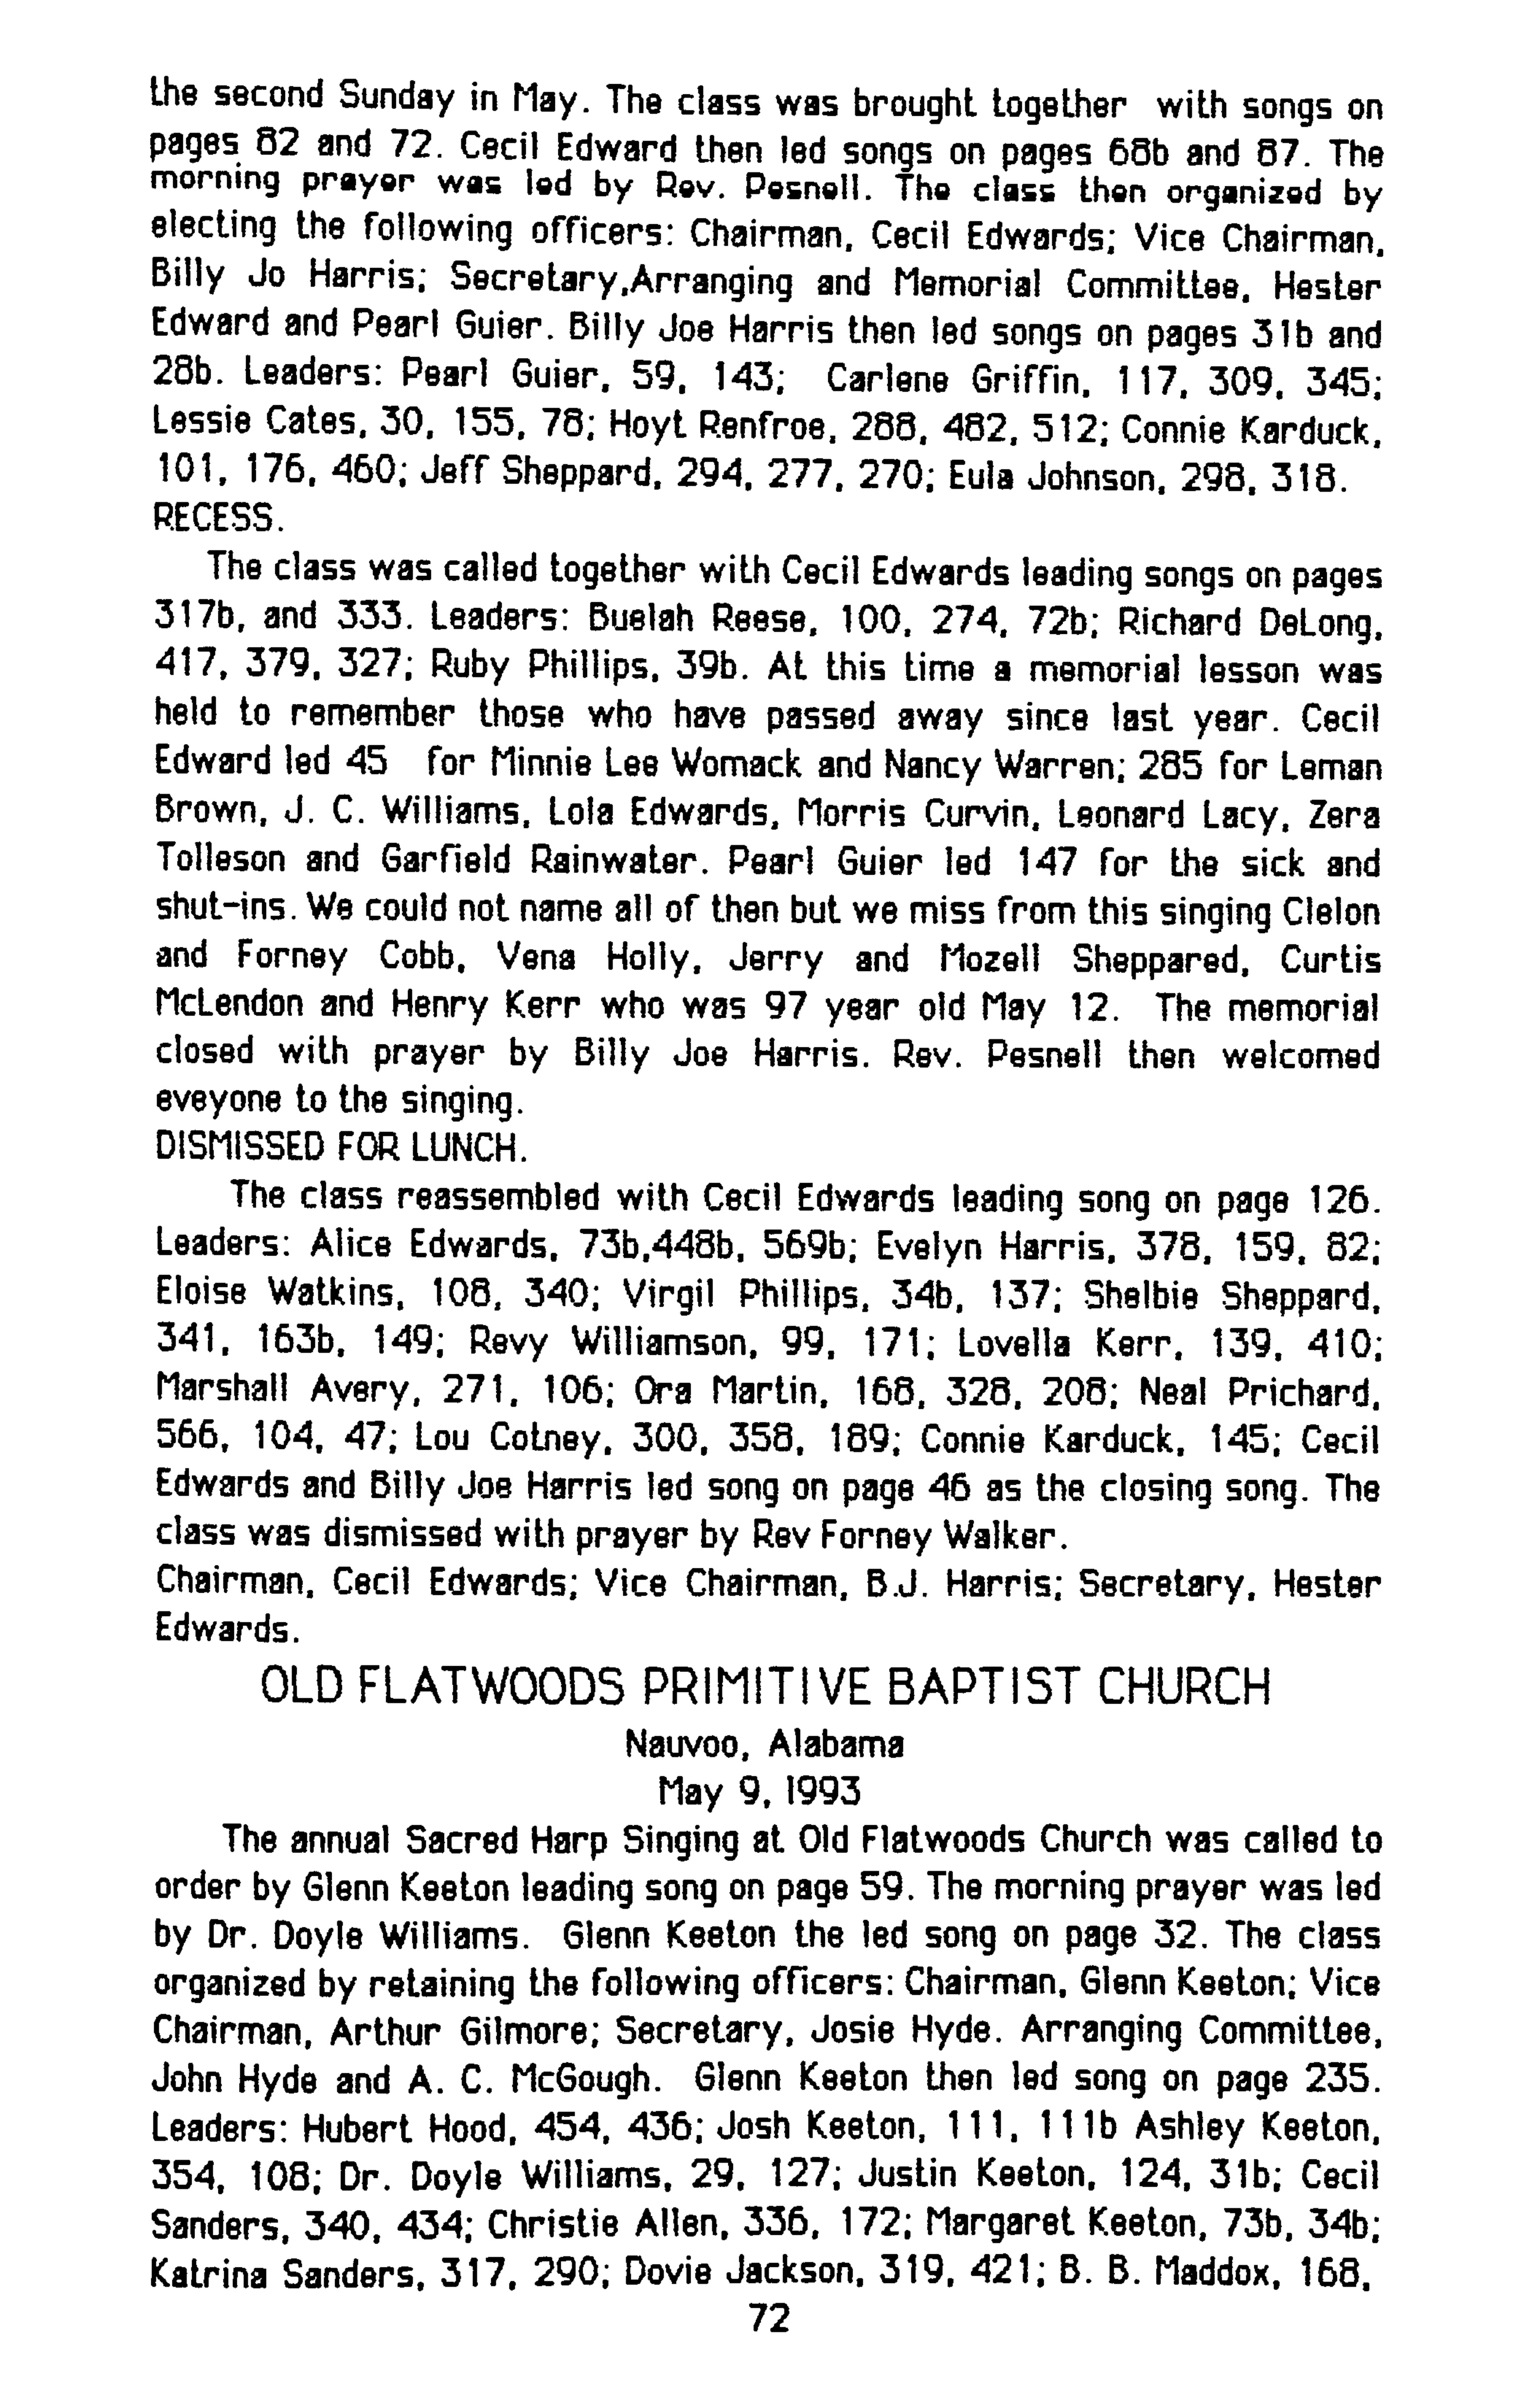 the second Sunday in May. The class was brought together with songs on
pages 82 and 72. Cecil Edward then led songs on pages 68b and 87. The
morning prayer was led by Rev. Pesnell. The class then organized by
electing the following officers: Chairman, Cecil Edwards; Vice Chairman,
Billy Jo Harris; Secretary,Arranging and Memorial Committee, Hester
Edward and Pearl Guier. Billy Joe Harris then led songs on pages 31b and
28b. Leaders: Pearl Guier, 59, 143; Carlene Griffin, 117, 309, 345;
Lessie Cates, 30, 155, 78; Hoyt Renfroe, 288, 482, 512; Connie Karduck,
101, 176, 460; Jeff Sheppard, 294, 277, 270; Eula Johnson, 298, 318.
RECESS.
The class was called together with Cecil Edwards leading songs on pages
317b, and 333. Leaders: Buelah Reese, 100, 274, 72b; Richard DeLong,
417, 379, 327; Ruby Phillips, 39b. At this time a memorial lesson was
held to remember those who have passed away since last year. Cecil
Edward led 45 for Minnie Lee Womack and Nancy Warren; 285 for Leman
Brown, J. C. Williams, Lola Edwards, Morris Curvin, Leonard Lacy, Zera
Tolleson and Garfield Rainwater. Pearl Guier led 147 for the sick and
shut-ins. We could not name all of then but we miss from this singing Clelon
and Forney Cobb, Vena Holly, Jerry and Mozell Sheppared, Curtis
McLendon and Henry Kerr who was 97 year old May 12. The memorial
closed with prayer by Billy Joe Harris. Rev. Pesnell then welcomed
eveyone to the singing.
DISMISSED FOR LUNCH.
The class reassembled with Cecil Edwards leading song on page 126.
Leaders: Alice Edwards, 73b,448b, 569b; Evelyn Harris, 378, 159, 82;
Eloise Watkins, 108, 340; Virgil Phillips, 34b, 137; Shelbie Sheppard,
341, 163b, 149; Revy Williamson, 99, 171; Lovella Kerr, 139, 410;
Marshall Avery, 271, 106; Ora Martin, 168, 328, 208; Neal Prichard,
566, 104, 47; Lou Cotney, 300, 358, 189; Connie Karduck, 145; Cecil
Edwards and Billy Joe Harris led song on page 46 as the closing song. The
class was dismissed with prayer by Rev Forney Walker.
Chairman, Cecil Edwards; Vice Chairman, B.J. Harris; Secretary, Hester
Edwards.
OLD FLATWOODS PRIMITIVE BAPTIST CHURCH
Nauvoo, Alabama
May 9, 1993
The annual Sacred Harp Singing at Old Flatwoods Church was called to
order by Glenn Keeton leading song on page 59. The morning prayer was led
by Dr. Doyle Williams. Glenn Keeton the led song on page 32. The class
organized by retaining the following officers: Chairman, Glenn Keeton; Vice
Chairman, Arthur Gilmore; Secretary, Josie Hyde. Arranging Committee,
John Hyde and A. C. McGough. Glenn Keeton then led song on page 235.
Leaders: Hubert Hood, 454, 436; Josh Keeton, 111, 111b Ashley Keeton,
354, 108; Dr. Doyle Williams, 29, 127; Justin Keeton, 124, 31b; Cecil
Sanders, 340, 434; Christie Allen, 336, 172; Margaret Keeton, 73b, 34b;
Katrina Sanders, 317, 290; Dovie Jackson, 319, 421; B. B. Maddox, 168,
72